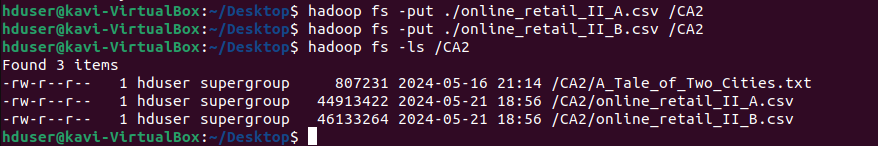 hduser@kavi-VirtualBox:~/Desktop$ hadoop fs -put ./online_retail_II_A.csv /CA2
hduser@kavi-VirtualBox:~/Desktop$ hadoop fs -put ./online_retail_II_B.csv /CA2
hduser@kavi-VirtualBox:~/Desktop$ hadoop fs -ls /CA2
Found 3 items
-rw-r--r--   1 hduser supergroup     807231 2024-05-16 21:14 /CA2/A_Tale_of_Two_Cities.txt
-rw-r--r--   1 hduser supergroup   44913422 2024-05-21 18:56 /CA2/online_retail_II_A.csv
-rw-r--r--   1 hduser supergroup   46133264 2024-05-21 18:56 /CA2/online_retail_II_B.csv
hduser@kavi-VirtualBox:~/Desktop$